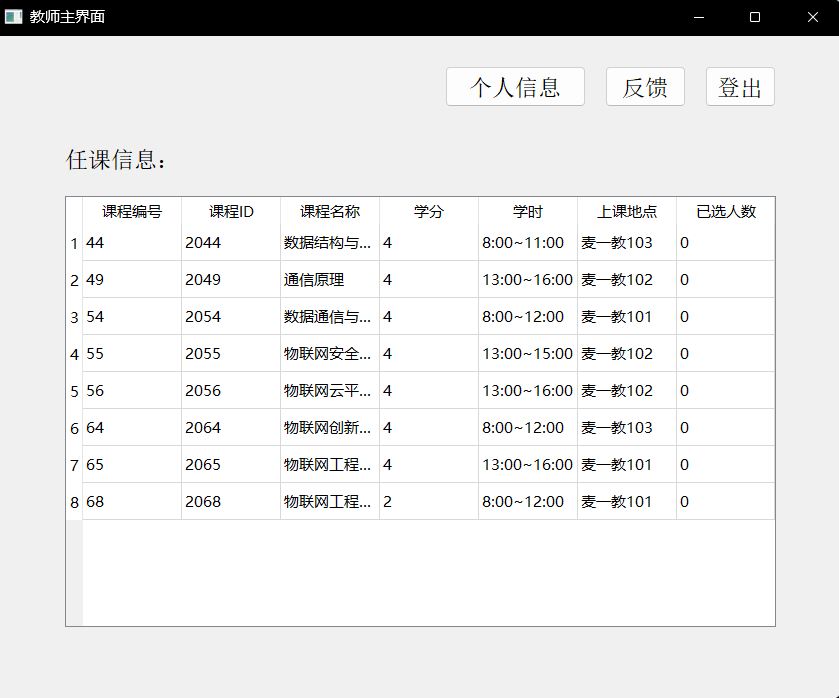 教师主界面
个人信息 反馈 登出
任课信息：
课程编号 课程ID 课程名称 学分 学时 上课地点 已选人数
1 44 2044 数据结构与... 4 8:00~11:00 麦一教103 0
2 49 2049 通信原理 4 13:00~16:00 麦一教102 0
3 54 2054 数据通信与... 4 8:00~12:00 麦一教101 0
4 55 2055 物联网安全... 4 13:00~15:00 麦一教102 0
5 56 2056 物联网云平... 4 13:00~16:00 麦一教102 0
6 64 2064 物联网创新... 4 8:00~12:00 麦一教103 0
7 65 2065 物联网工程... 4 13:00~16:00 麦一教101 0
8 68 2068 物联网工程... 2 8:00~12:00 麦一教101 0